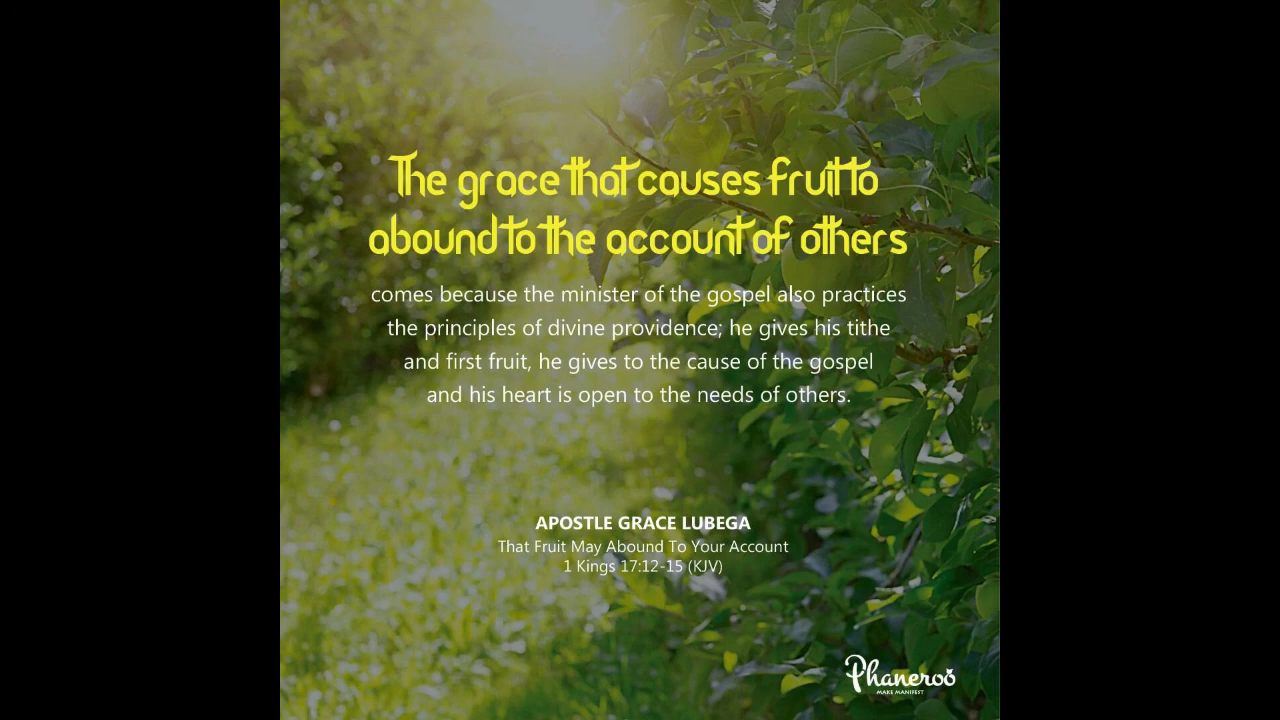 The grace that causes fruit to
abound to the account of others
comes because the minister of the gospel also practices
the principles of divine providence; he gives his tithe
and first fruit, he gives to the cause of the gospel
and his heart is open to the needs of others.
APOSTLE GRACE LUBEGA
That Fruit May Abound To Your Account
1 Kings 17:12-15 (KJV)
Phaneroo
MAKE MANIFEST